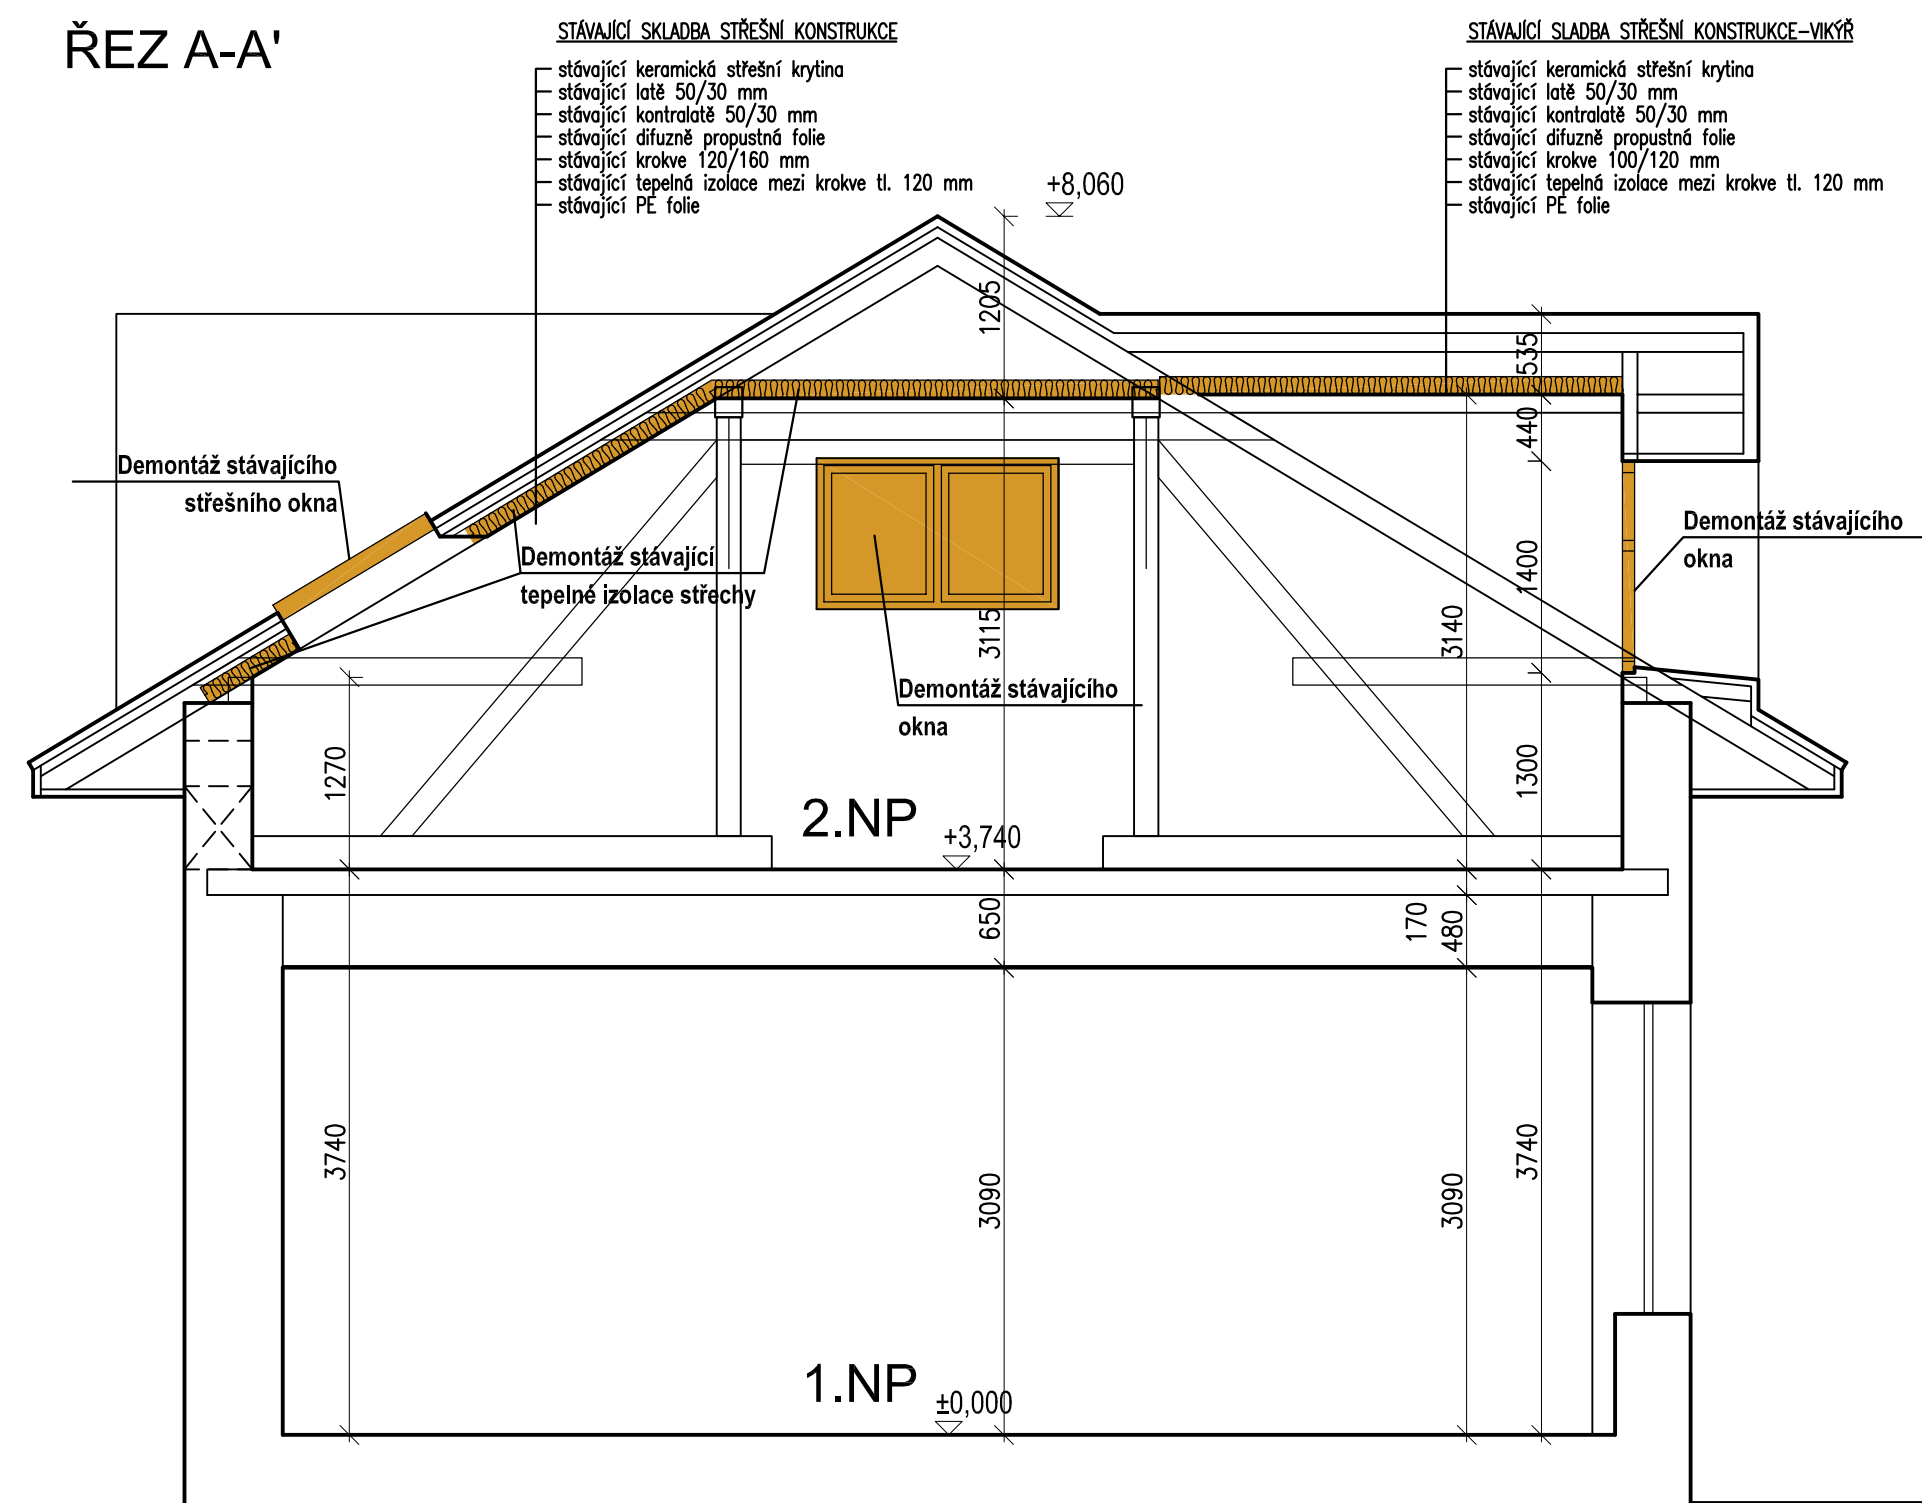 ŘEZ A-A'
STÁVAJÍCÍ SKLADBA STŘEŠNÍ KONSTRUKCE
stávající keramická střešní krytina
stávající latě 50/30 mm
stávající kontralatě 50/30 mm
stávající difuzně propustná folie
stávající krokve 120/160 mm
stávající tepelná izolace mezi krokve tl. 120 mm
stávající PE folie
STÁVAJÍCÍ SLADBA STŘEŠNÍ KONSTRUKCE-VIKÝŘ
stávající keramická střešní krytina
stávající latě 50/30 mm
stávající kontralatě 50/30 mm
stávající difuzně propustná folie
stávající krokve 100/120 mm
stávající tepelná izolace mezi krokve tl. 120 mm
stávající PE folie
+8,060
1205
535
440
Demontáž stávajícího
střešního okna
Demontáž stávajícího
okna
Demontáž stávající
tepelné izolace střechy
1400
3115
3140
Demontáž stávajícího
okna
1270
1300
2.NP
+3,740
650
170
480
3740
3090
3090
3740
1.NP
±0,000